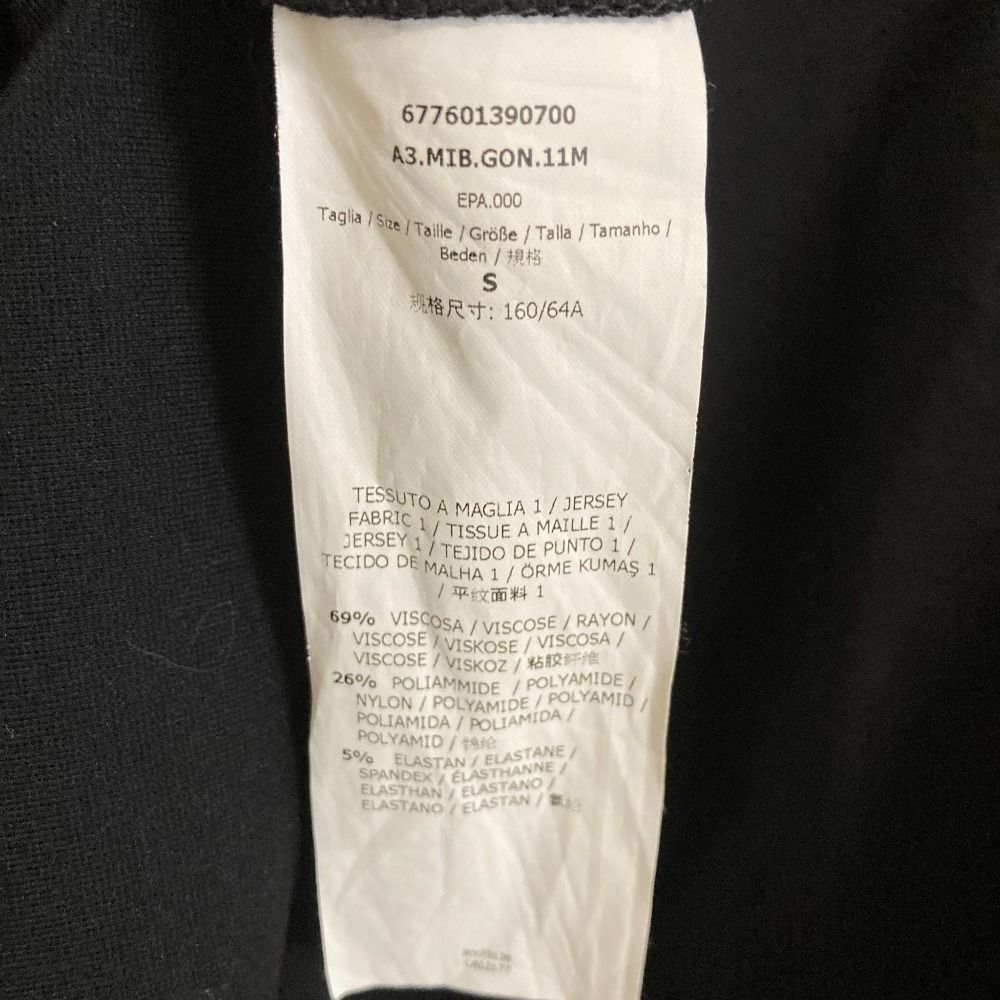 677601390700
A3.MIB.GON.11M
EPA.000
Taglia / Size / Taille / Größe / Talla / Tamanho /
Beden / 規格
S
规格尺寸: 160/64A
TESSUTO A MAGLIA 1 / JERSEY
FABRIC 1 / TISSUE A MAILLE 1 /
JERSEY 1 / TEJIDO DE PUNTO 1 /
TECIDO DE MALHA 1 / ÖRME KUMAŞ 1
/ 平纹面料 1
69% VISCOSA / VISCOSE / RAYON /
VISCOSE / VISKOSE / VISCOSA /
VISCOSE / VISKOZ / 粘胶纤维
26% POLIAMMIDE / POLYAMIDE /
NYLON / POLYAMIDE / POLYAMID /
POLIAMIDA / POLIAMIDA /
POLYAMID / 锦纶
5% ELASTAN / ELASTANE /
SPANDEX / ÉLASTHANNE /
ELASTHAN / ELASTANO /
ELASTANO / ELASTAN / 氨纶